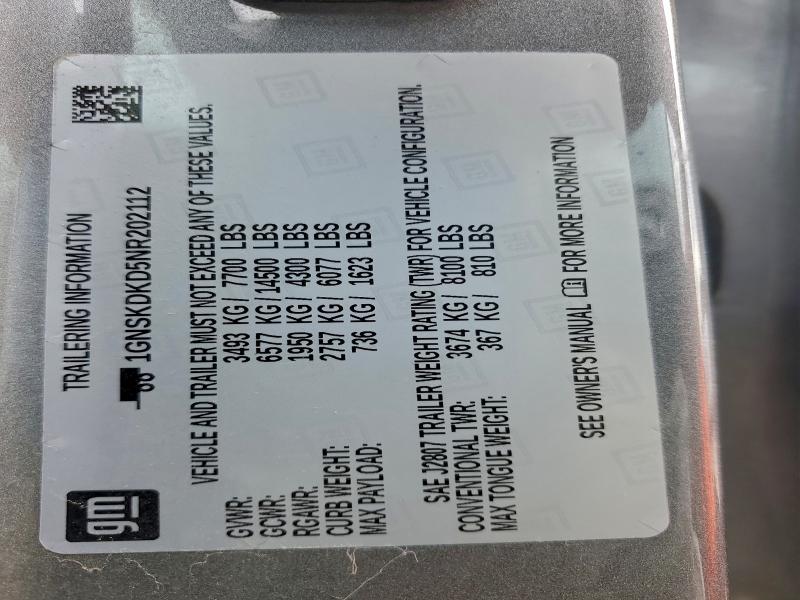 gm
TRAILERING INFORMATION
1GNSKDKD5NR202112
VEHICLE AND TRAILER MUST NOT EXCEED ANY OF THESE VALUES.
GVWR: 3493 KG / 7700 LBS
GCWR: 6577 KG / 14500 LBS
RGAWR: 1950 KG / 4300 LBS
CURB WEIGHT: 2757 KG / 6077 LBS
MAX PAYLOAD: 736 KG / 1623 LBS
SAE J2807 TRAILER WEIGHT RATING (TWR) FOR VEHICLE CONFIGURATION.
CONVENTIONAL TWR: 3674 KG / 8100 LBS
MAX TONGUE WEIGHT: 367 KG / 810 LBS
SEE OWNER'S MANUAL FOR MORE INFORMATION